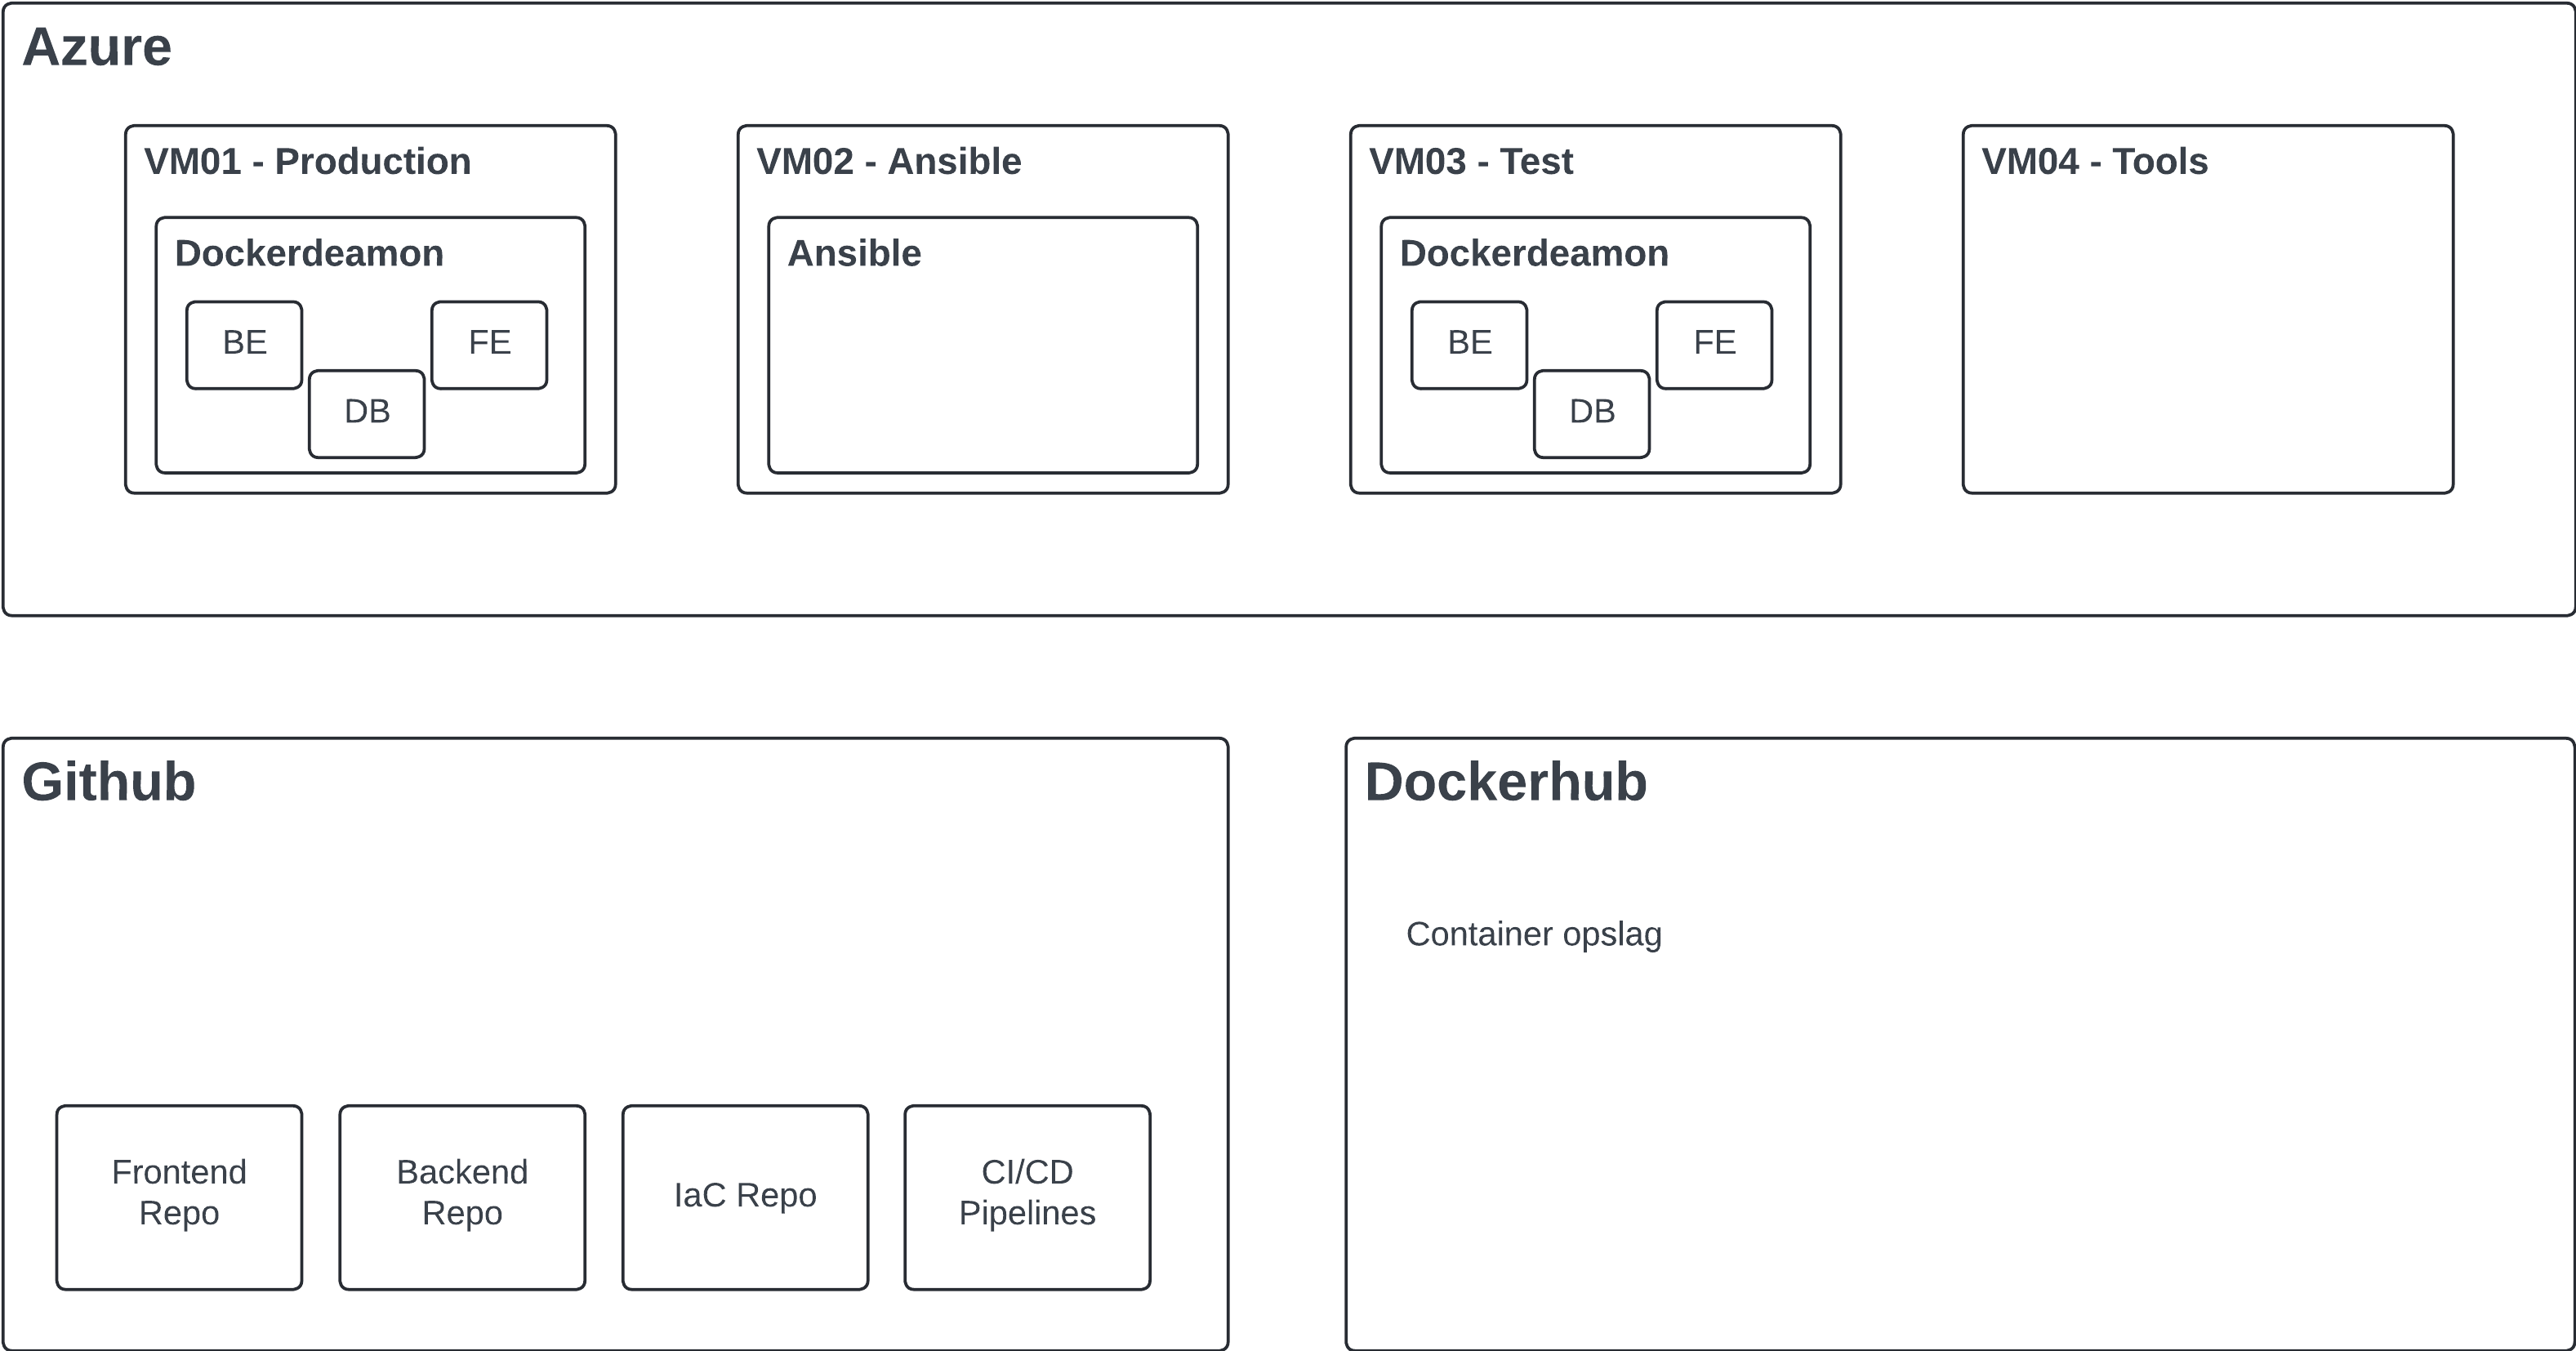 Azure
VM01 - Production
Dockerdeamon
BE
FE
DB
VM02 - Ansible
Ansible
VM03 - Test
Dockerdeamon
BE
FE
DB
VM04 - Tools
Github
Frontend
Repo
Backend
Repo
IaC Repo
CI/CD
Pipelines
Dockerhub
Container opslag